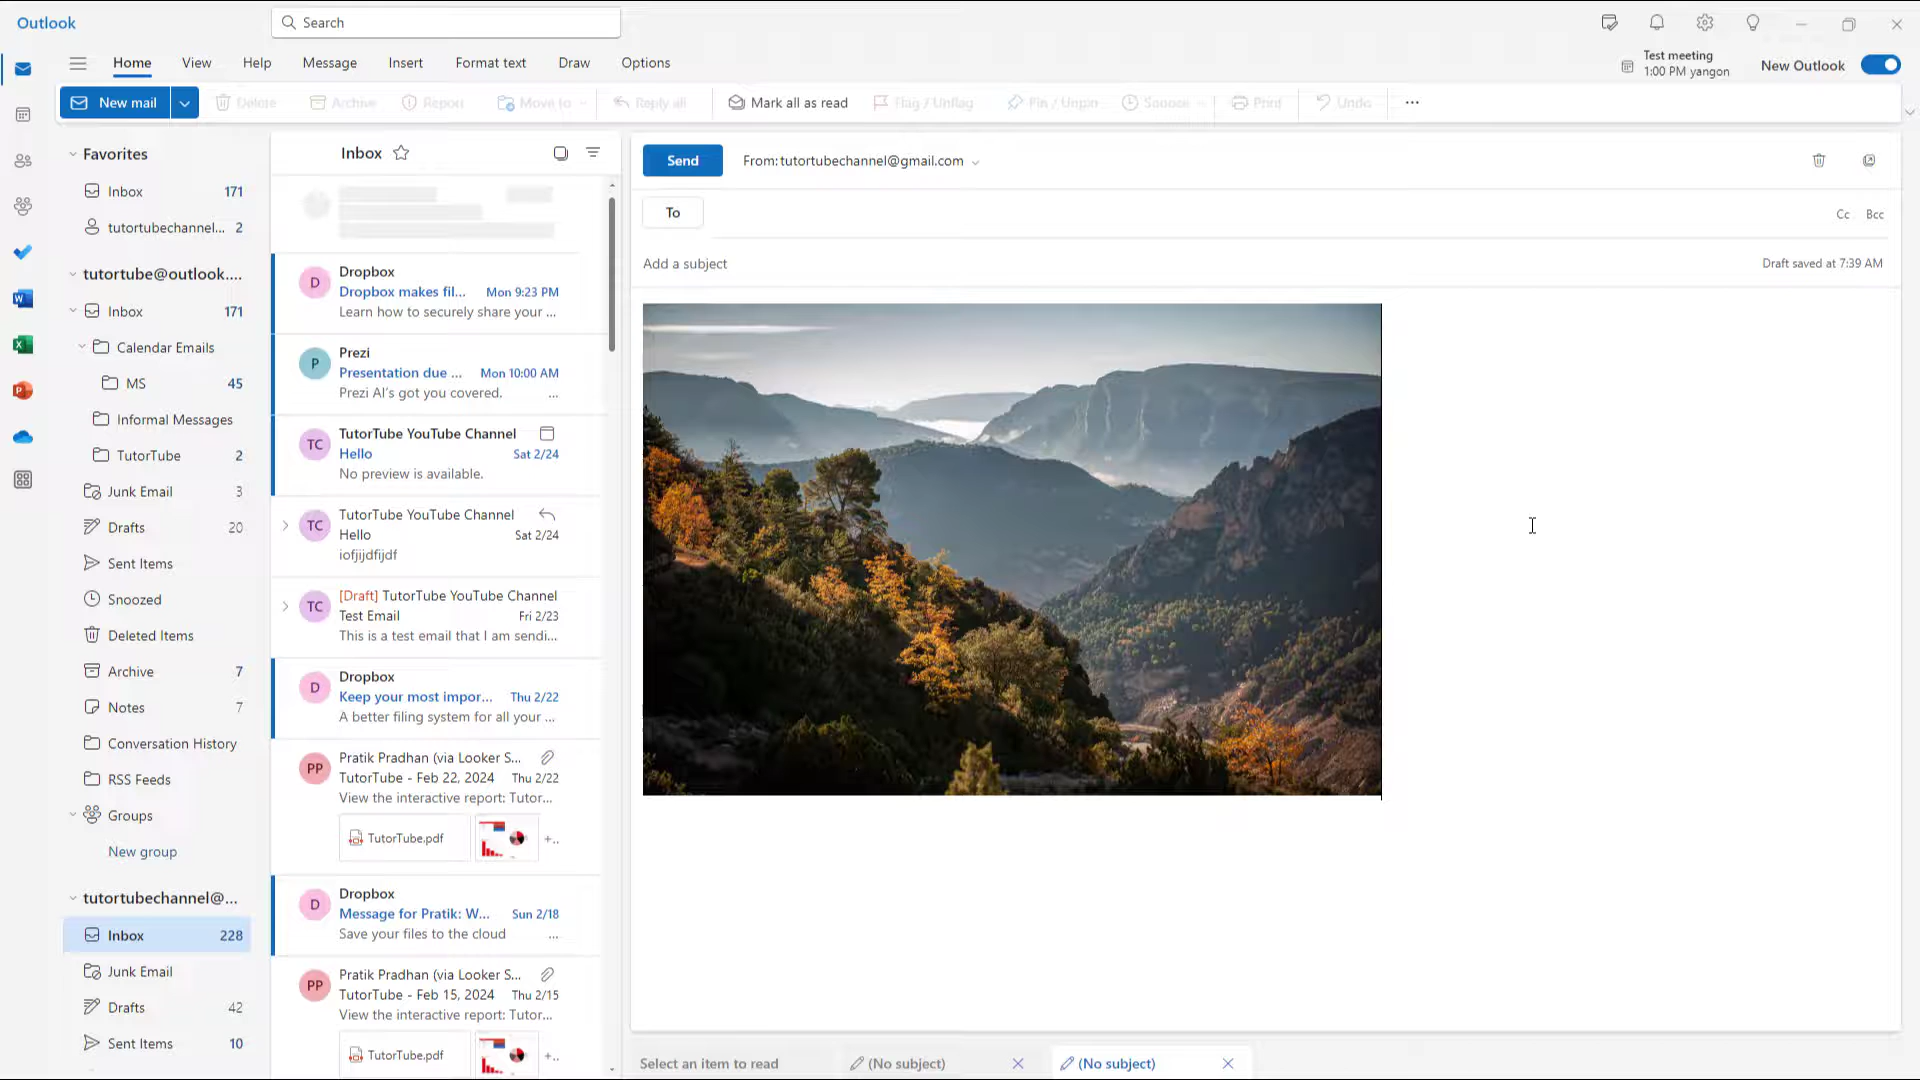 Outlook
Search
Home View Help Message Insert Format text Draw Options
Test meeting
1:00 PM yangon
New Outlook
New mail Delete Archive Report Move to Reply all Mark all as read Flag / Unflag Pin / Unpin Snooze Print Undo ...
Favorites
Inbox 171
tutortubechannel... 2
tutortube@outlook....
Inbox 171
Calendar Emails
MS 45
Informal Messages
TutorTube 2
Junk Email 3
Drafts 20
Sent Items
Snoozed
Deleted Items
Archive 7
Notes 7
Conversation History
RSS Feeds
Groups
New group
tutortubechannel@...
Inbox 228
Junk Email
Drafts 42
Sent Items 10
Inbox
D
Dropbox
Dropbox makes fil... Mon 9:23 PM
Learn how to securely share your ...
P
Prezi
Presentation due ... Mon 10:00 AM
Prezi AI's got you covered. ...
TC
TutorTube YouTube Channel
Hello Sat 2/24
No preview is available.
TC
TutorTube YouTube Channel
Hello Sat 2/24
iofjijdfijdf
TC
[Draft] TutorTube YouTube Channel
Test Email Fri 2/23
This is a test email that I am sendi...
D
Dropbox
Keep your most impor... Thu 2/22
A better filing system for all your ...
PP
Pratik Pradhan (via Looker S...
TutorTube - Feb 22, 2024 Thu 2/22
View the interactive report: Tutor...
TutorTube.pdf +..
D
Dropbox
Message for Pratik: W... Sun 2/18
Save your files to the cloud ...
PP
Pratik Pradhan (via Looker S...
TutorTube - Feb 15, 2024 Thu 2/15
View the interactive report: Tutor...
TutorTube.pdf +..
Send From: tutortubechannel@gmail.com
To Cc Bcc
Add a subject Draft saved at 7:39 AM
Select an item to read (No subject) (No subject)